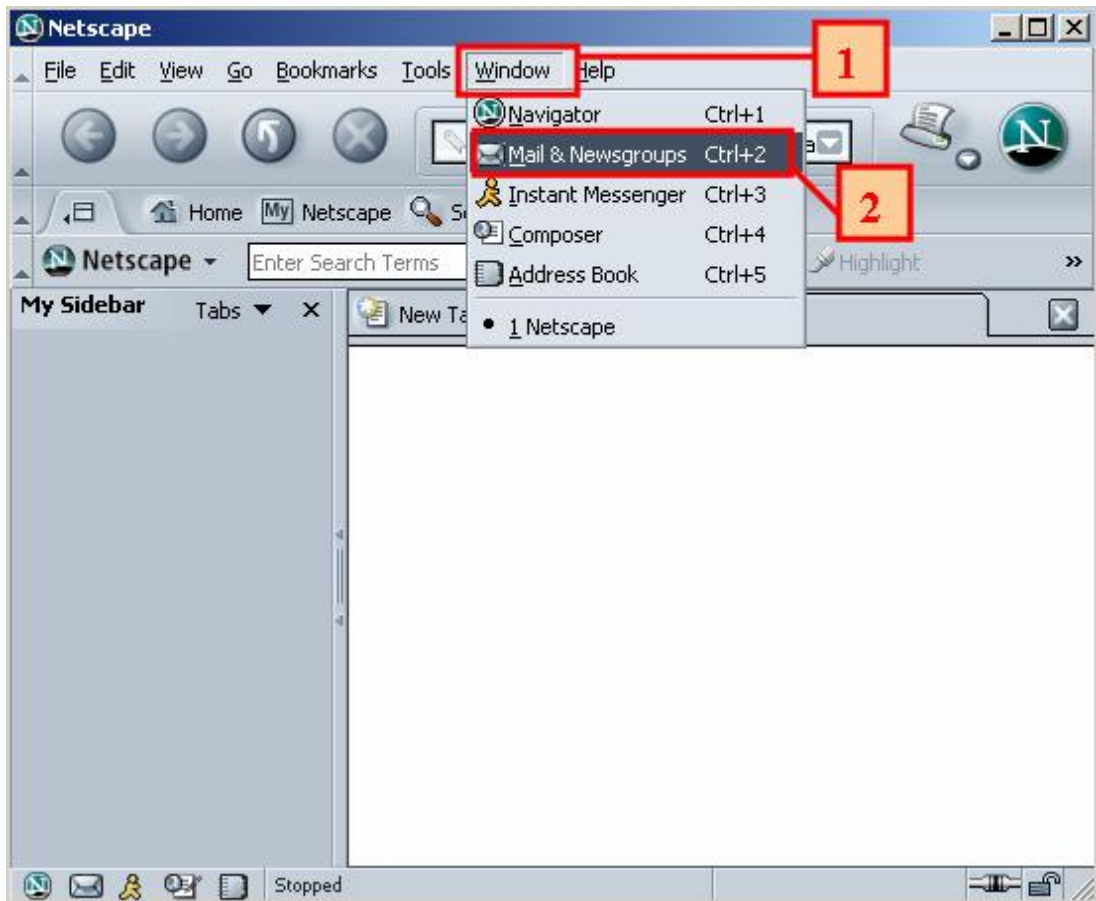 Netscape
File Edit View Go Bookmarks Tools Window Help
1
Navigator Ctrl+1
N
Mail & Newsgroups Ctrl+2
2
Instant Messenger Ctrl+3
Home My Netscape
Composer Ctrl+4
Netscape Enter Search Terms Highlight »
Address Book Ctrl+5
My Sidebar Tabs New
1 Netscape
Stopped